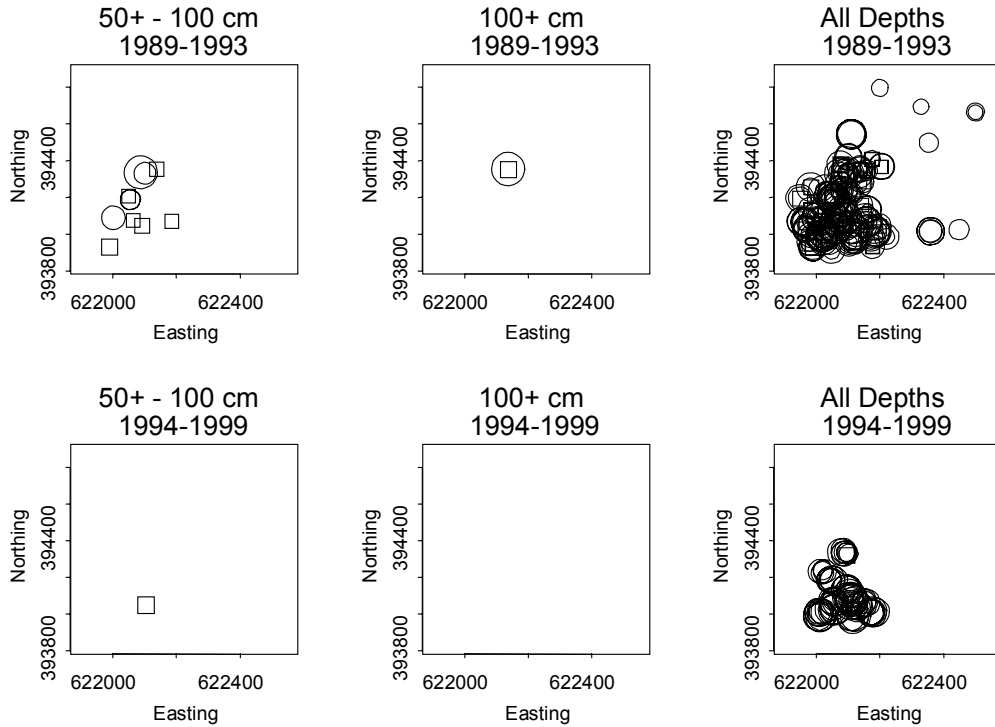 50+ - 100 cm
1989-1993
100+ cm
1989-1993
All Depths
1989-1993
Northing
393800 394400
622000 622400
Easting
Northing
393800 394400
622000 622400
Easting
Northing
393800 394400
622000 622400
Easting
50+ - 100 cm
1994-1999
100+ cm
1994-1999
All Depths
1994-1999
Northing
393800 394400
622000 622400
Easting
Northing
393800 394400
622000 622400
Easting
Northing
393800 394400
622000 622400
Easting